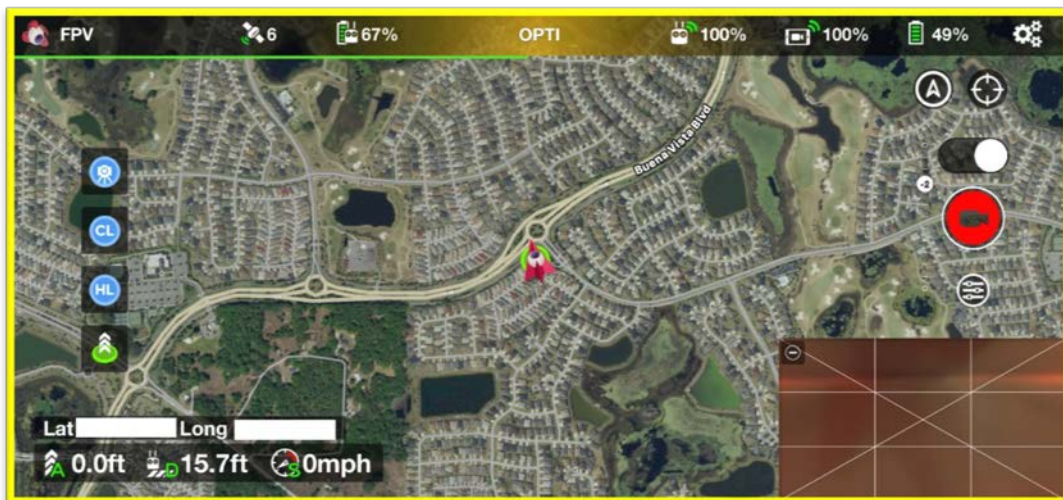 FPV 6 67% OPTI 100% 100% 49%
Buena Vista Blvd
CL
HL
Lat Long
A 0.0ft D 15.7ft S 0mph